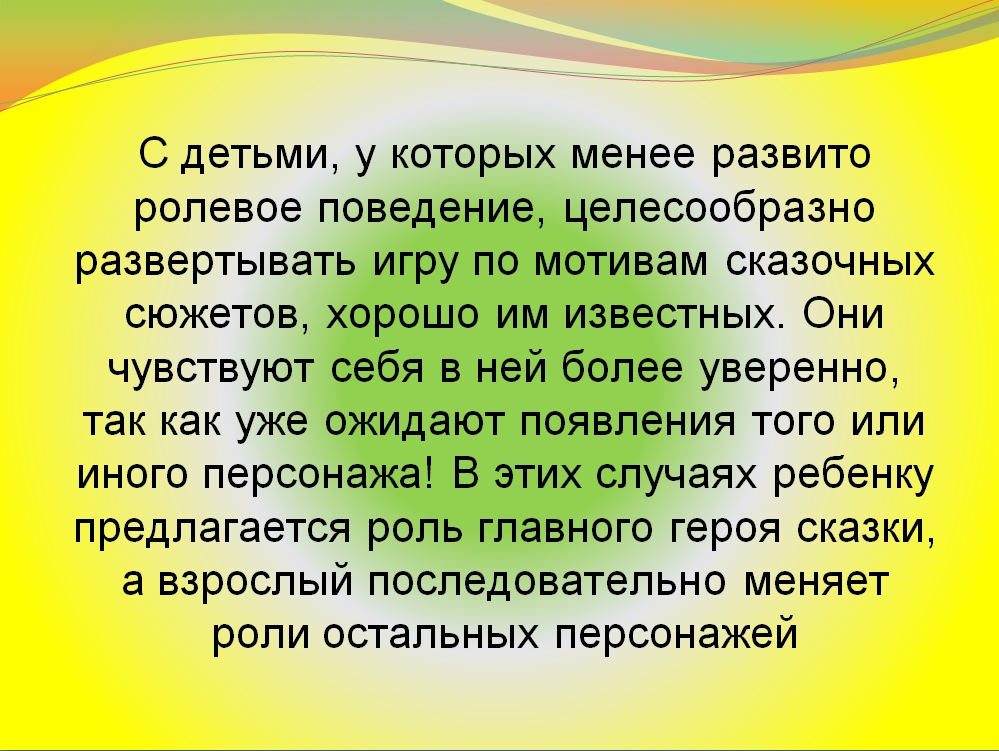 С детьми, у которых менее развито
ролевое поведение, целесообразно
развертывать игру по мотивам сказочных
сюжетов, хорошо им известных. Они
чувствуют себя в ней более уверенно,
так как уже ожидают появления того или
иного персонажа! В этих случаях ребенку
предлагается роль главного героя сказки,
а взрослый последовательно меняет
роли остальных персонажей